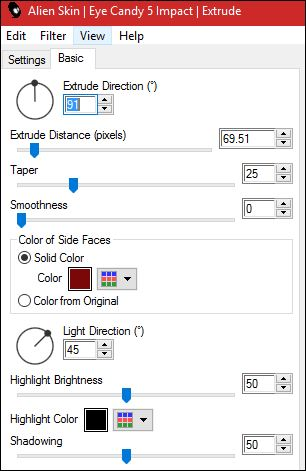 Alien Skin | Eye Candy 5 Impact | Extrude
Edit Filter View Help
Settings Basic
Extrude Direction (°)
91
Extrude Distance (pixels)
69.51
Taper
25
Smoothness
0
Color of Side Faces
Solid Color
Color
Color from Original
Light Direction (°)
45
Highlight Brightness
50
Highlight Color
Shadowing
50